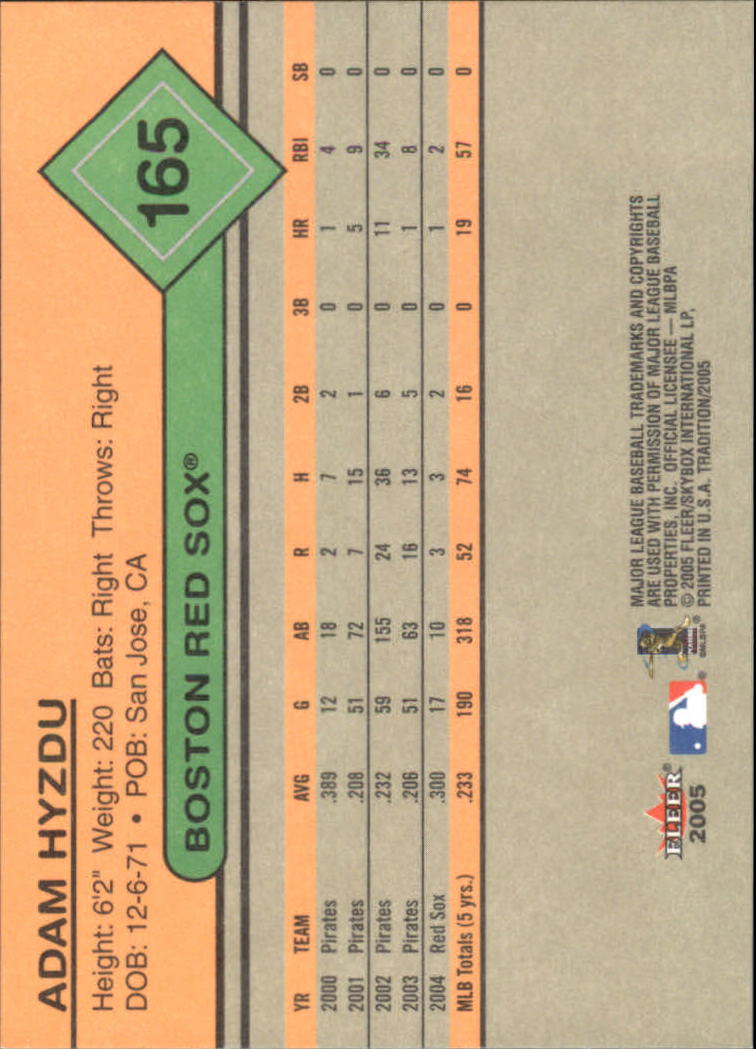 ADAM HYZDU
Height: 6'2" Weight: 220 Bats: Right Throws: Right
DOB: 12-6-71 • POB: San Jose, CA
BOSTON RED SOX®
165
YR TEAM AVG G AB R H 2B 3B HR RBI SB
2000 Pirates .389 12 18 2 7 2 0 1 4 0
2001 Pirates .208 51 72 7 15 1 0 5 9 0
2002 Pirates .232 59 155 24 36 6 0 11 34 0
2003 Pirates .206 51 63 16 13 5 0 1 8 0
2004 Red Sox .300 17 10 3 3 2 0 1 2 0
MLB Totals (5 yrs.) .233 190 318 52 74 16 0 19 57 0
FLEER®
2005
®
®
©MLBPA
MAJOR LEAGUE BASEBALL TRADEMARKS AND COPYRIGHTS
ARE USED WITH PERMISSION OF MAJOR LEAGUE BASEBALL
PROPERTIES, INC. OFFICIAL LICENSEE — MLBPA
© 2005 FLEER/SKYBOX INTERNATIONAL LP,
PRINTED IN U.S.A. TRADITION/2005